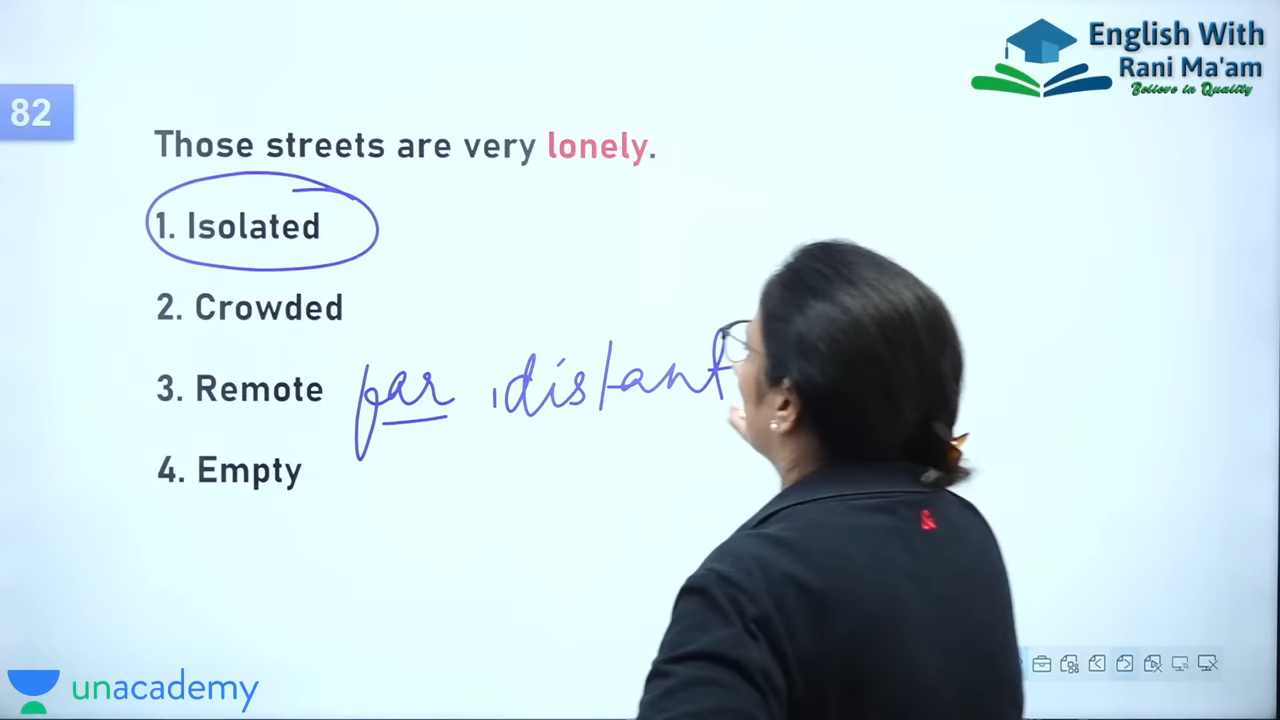 English With
Rani Ma'am
Believe in Quality
82
Those streets are very lonely.
1. Isolated
2. Crowded
3. Remote far, distant
4. Empty
&
unacademy